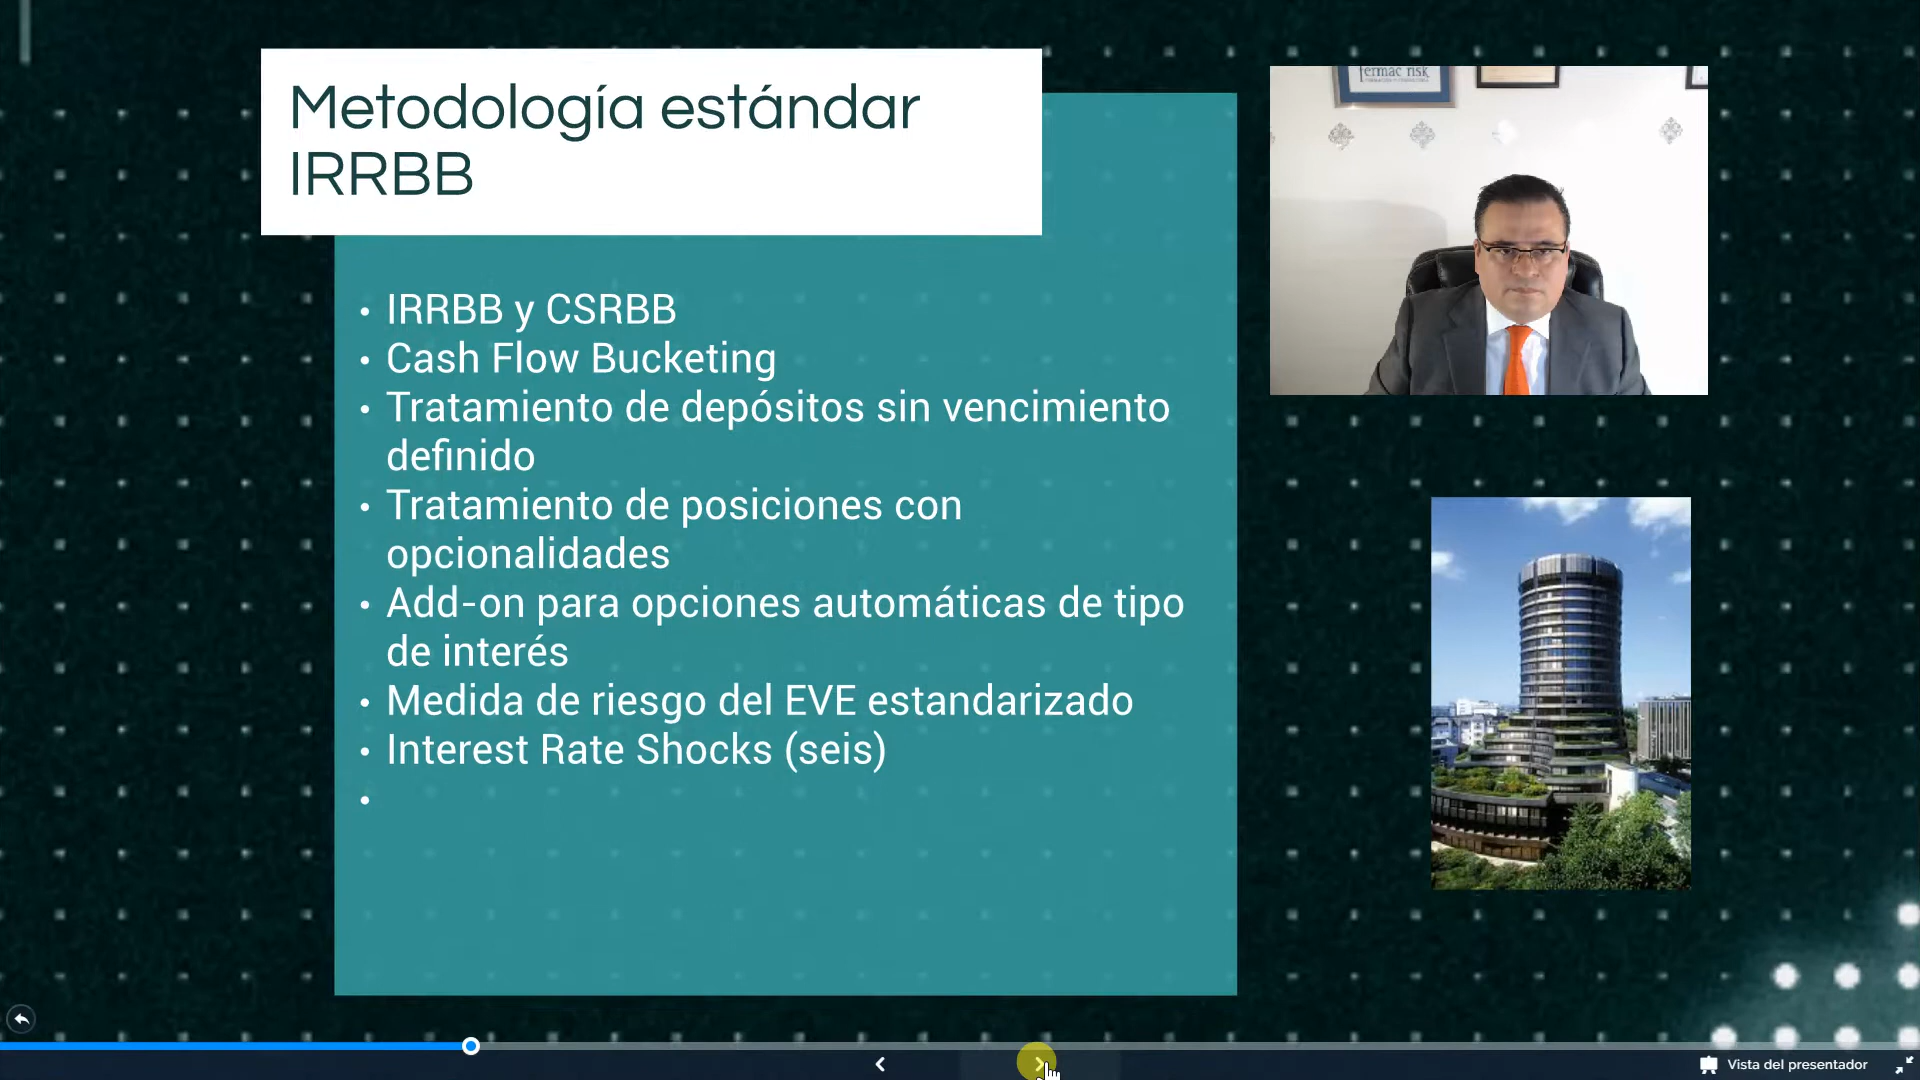 Metodología estándar
IRRBB
• IRRBB y CSRBB
• Cash Flow Bucketing
• Tratamiento de depósitos sin vencimiento
definido
• Tratamiento de posiciones con
opcionalidades
• Add-on para opciones automáticas de tipo
de interés
• Medida de riesgo del EVE estandarizado
• Interest Rate Shocks (seis)
•
fermac risk
Vista del presentador